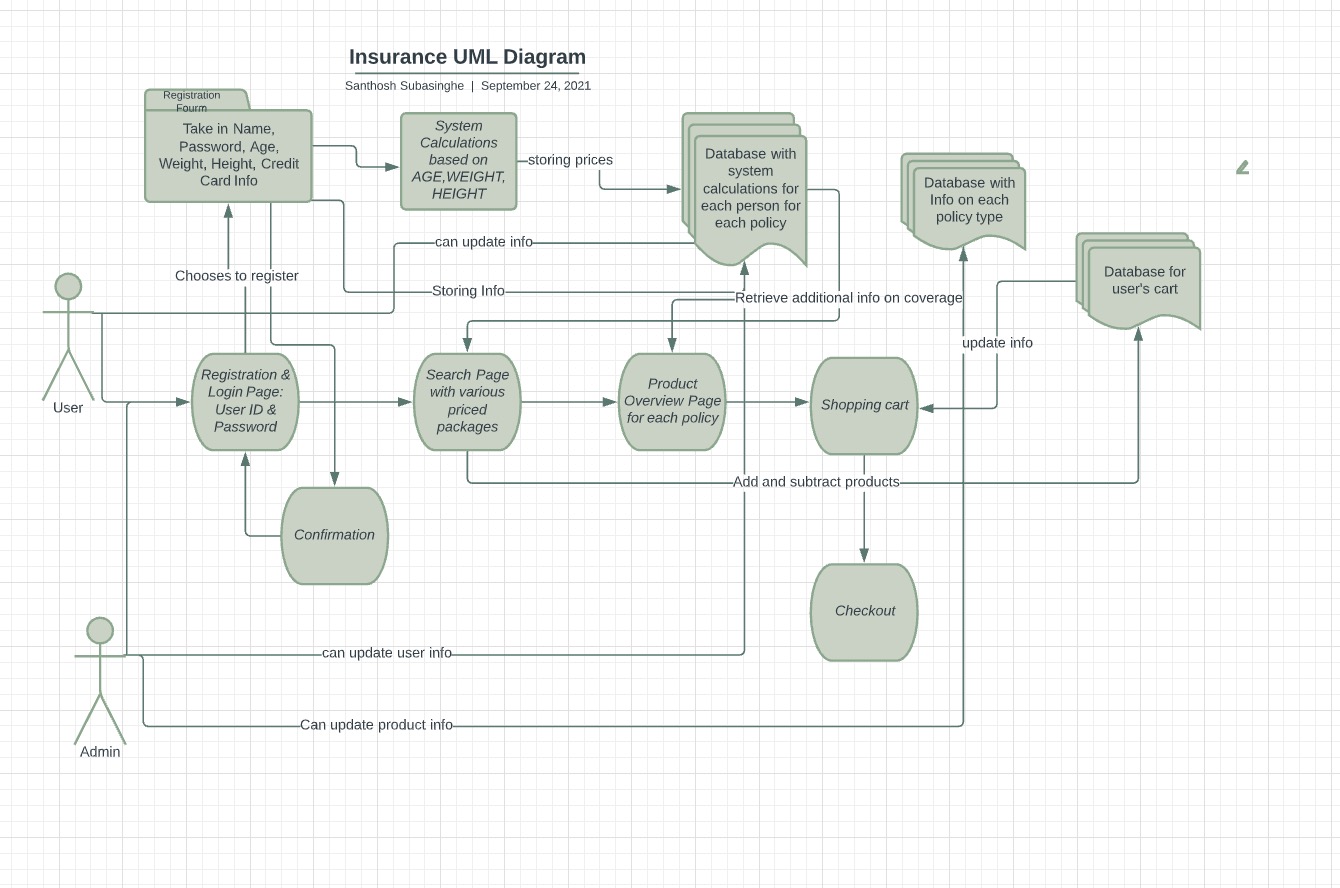 Insurance UML Diagram
Santhosh Subasinghe | September 24, 2021
Registration
Fourm
Take in Name,
Password, Age,
Weight, Height, Credit
Card Info
System
Calculations
based on
AGE,WEIGHT,
HEIGHT
storing prices
Database with
system
calculations for
each person for
each policy
Database with
Info on each
policy type
Database for
user's cart
can update info
Chooses to register
Storing Info
Retrieve additional info on coverage
update info
User
Registration &
Login Page:
User ID &
Password
Search Page
with various
priced
packages
Product
Overview Page
for each policy
Shopping cart
Add and subtract products
Confirmation
Checkout
can update user info
Can update product info
Admin